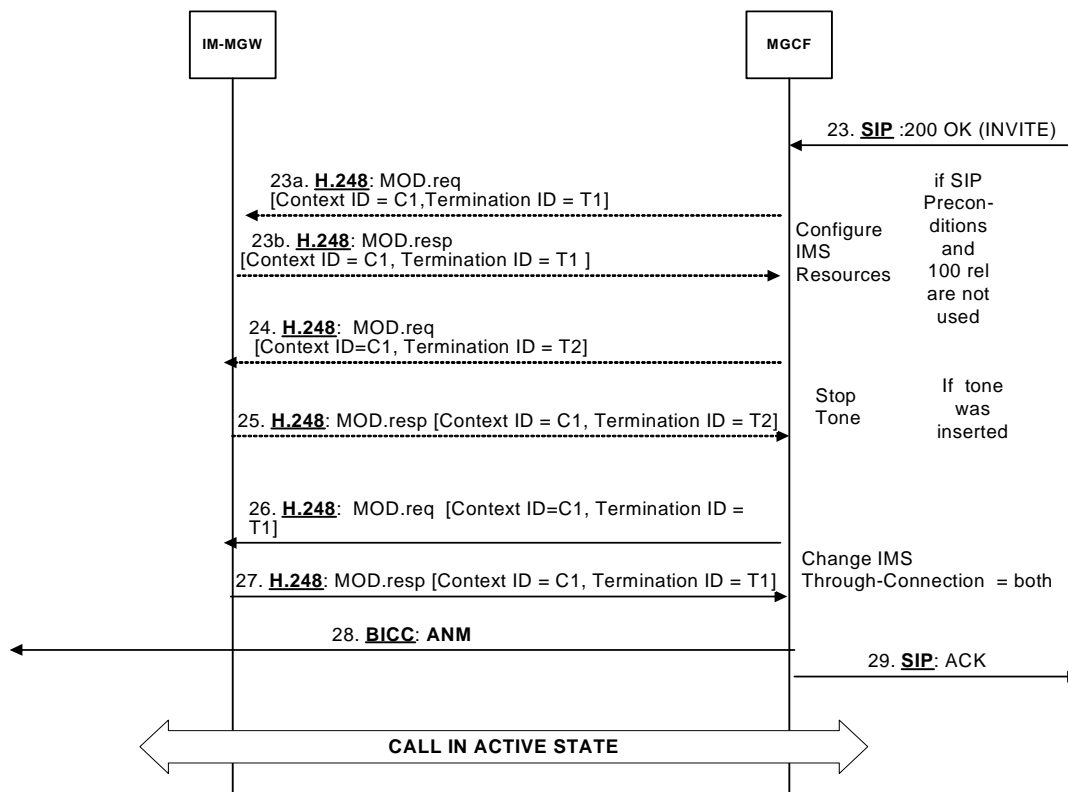 IM-MGW
MGCF
23. SIP :200 OK (INVITE)
23a. H.248: MOD.req
[Context ID = C1,Termination ID = T1]
if SIP
Precon-
ditions
and
100 rel
are not
used
23b. H.248: MOD.resp
[Context ID = C1, Termination ID = T1 ]
Configure
IMS
Resources
24. H.248:  MOD.req
[Context ID=C1, Termination ID = T2]
25. H.248: MOD.resp [Context ID = C1, Termination ID = T2]
Stop
Tone
If  tone
was
inserted
26. H.248:  MOD.req  [Context ID=C1, Termination ID =
T1]
27. H.248: MOD.resp [Context ID = C1, Termination ID = T1]
Change IMS
Through-Connection  = both
28. BICC: ANM
29. SIP: ACK
CALL IN ACTIVE STATE